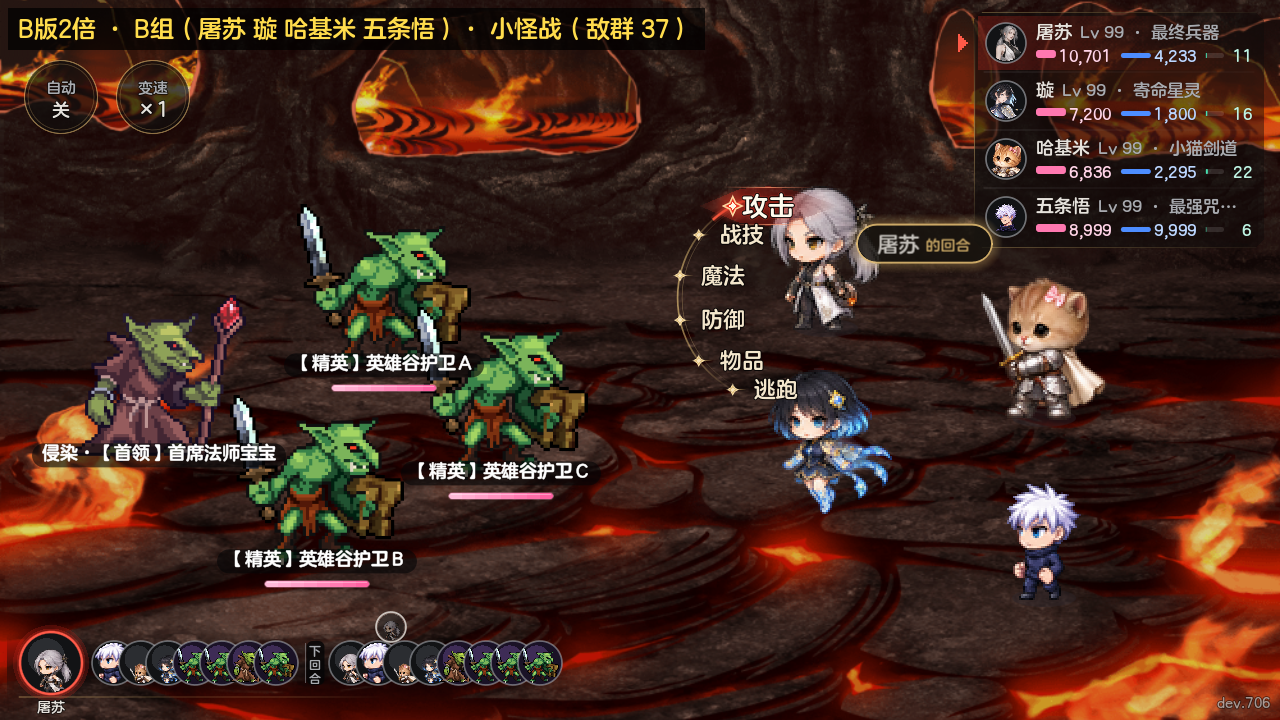 B版2倍 · B组（屠苏 璇 哈基米 五条悟）· 小怪战（敌群 37）
自动
关
变速
×1
屠苏 Lv 99 · 最终兵器
10,701 4,233 11
璇 Lv 99 · 寄命星灵
7,200 1,800 16
哈基米 Lv 99 · 小猫剑道
6,836 2,295 22
五条悟 Lv 99 · 最强咒…
8,999 9,999 6
攻击
战技
魔法
防御
物品
逃跑
屠苏 的回合
【精英】英雄谷护卫A
侵染·【首领】首席法师宝宝
【精英】英雄谷护卫C
【精英】英雄谷护卫B
下回合
屠苏
dev.706